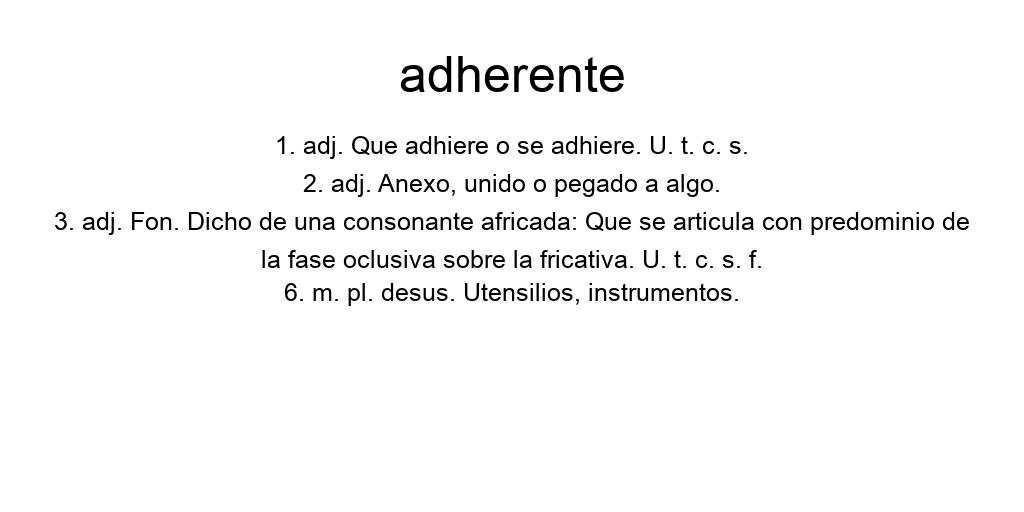 adherente
1. adj. Que adhiere o se adhiere. U. t. c. s.
2. adj. Anexo, unido o pegado a algo.
3. adj. Fon. Dicho de una consonante africada: Que se articula con predominio de
la fase oclusiva sobre la fricativa. U. t. c. s. f.
6. m. pl. desus. Utensilios, instrumentos.